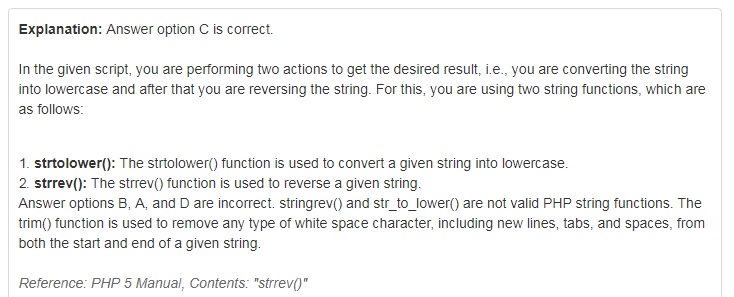 Explanation: Answer option C is correct.
In the given script, you are performing two actions to get the desired result, i.e., you are converting the string
into lowercase and after that you are reversing the string. For this, you are using two string functions, which are
as follows:
1. strtolower(): The strtolower() function is used to convert a given string into lowercase.
2. strrev(): The strrev() function is used to reverse a given string.
Answer options B, A, and D are incorrect. stringrev() and str_to_lower() are not valid PHP string functions. The
trim() function is used to remove any type of white space character, including new lines, tabs, and spaces, from
both the start and end of a given string.
Reference: PHP 5 Manual, Contents: "strrev()"